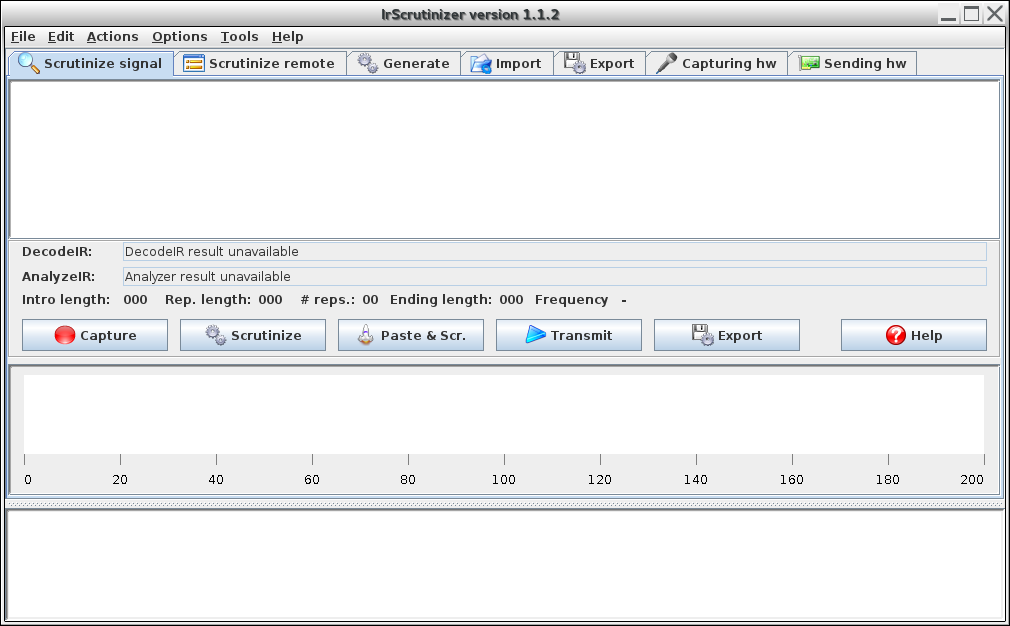 IrScrutinizer version 1.1.2
File Edit Actions Options Tools Help
Scrutinize signal Scrutinize remote Generate Import Export Capturing hw Sending hw
DecodeIR: DecodeIR result unavailable
AnalyzeIR: Analyzer result unavailable
Intro length: 000 Rep. length: 000 # reps.: 00 Ending length: 000 Frequency -
Capture Scrutinize Paste & Scr. Transmit Export Help
0 20 40 60 80 100 120 140 160 180 200